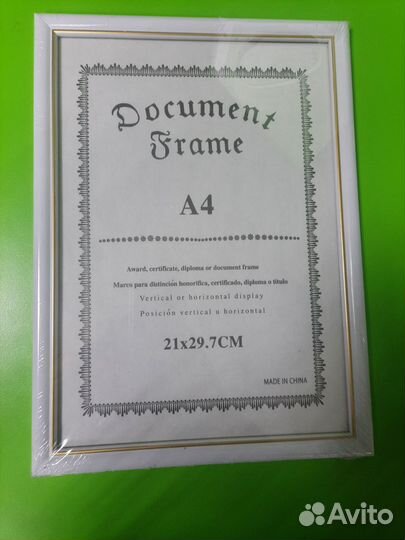 Document
Frame
A4
Award, certificate, diploma or document frame
Marco para distinción honorifica, certificado, diploma o titulo
Vertical or horizontal display
Posición vertical u horizontal
21x29.7CM
MADE IN CHINA
Avito